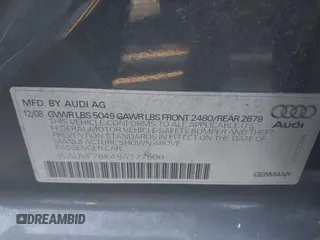 MFD. BY AUDI AG
12/08 GVWR LBS 5049 GAWR LBS FRONT 2480/REAR 2679
THIS VEHICLE CONFORMS TO ALL APPLICABLE U.S.
FEDERAL MOTOR VEHICLE SAFETY BUMPER AND THEFT
PREVENTION STANDARDS IN EFFECT ON THE DATE OF
MANUFACTURE SHOWN ABOVE
PASSENGER CAR
Audi
GERMANY
DREAMBID